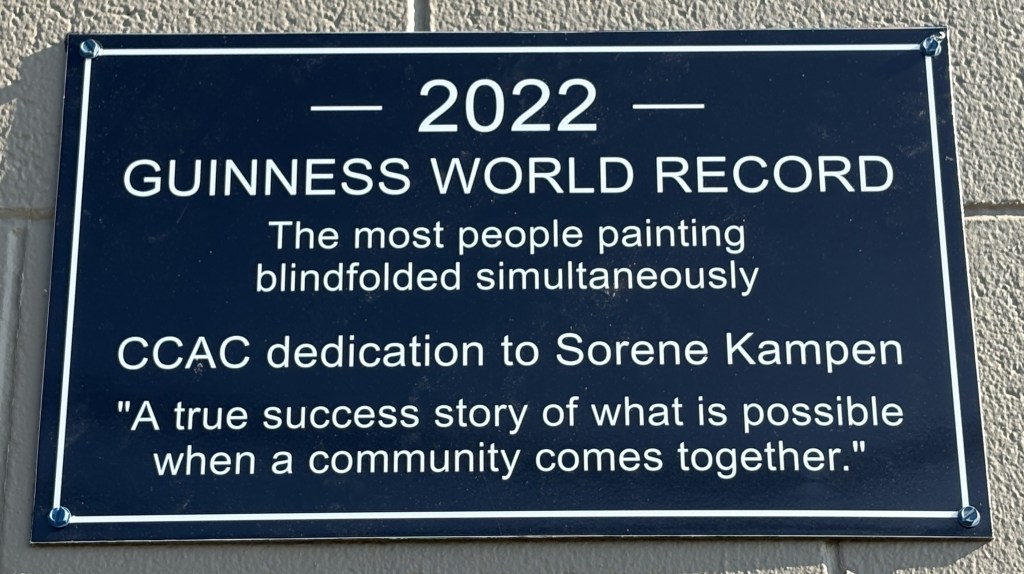 — 2022 —
GUINNESS WORLD RECORD
The most people painting
blindfolded simultaneously
CCAC dedication to Sorene Kampen
"A true success story of what is possible
when a community comes together."